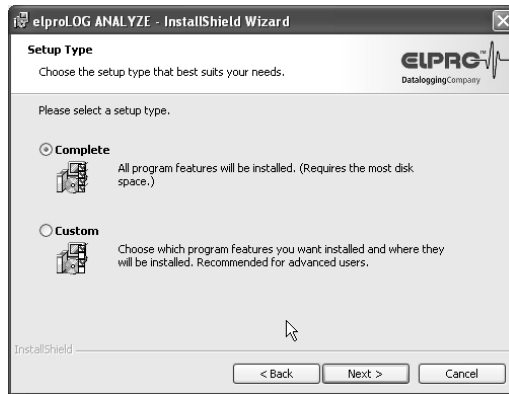 elproLOG ANALYZE - InstallShield Wizard
Setup Type
Choose the setup type that best suits your needs.
ELPRO™
DataloggingCompany
Please select a setup type.
Complete
All program features will be installed. (Requires the most disk
space.)
Custom
Choose which program features you want installed and where they
will be installed. Recommended for advanced users.
InstallShield
< Back
Next >
Cancel